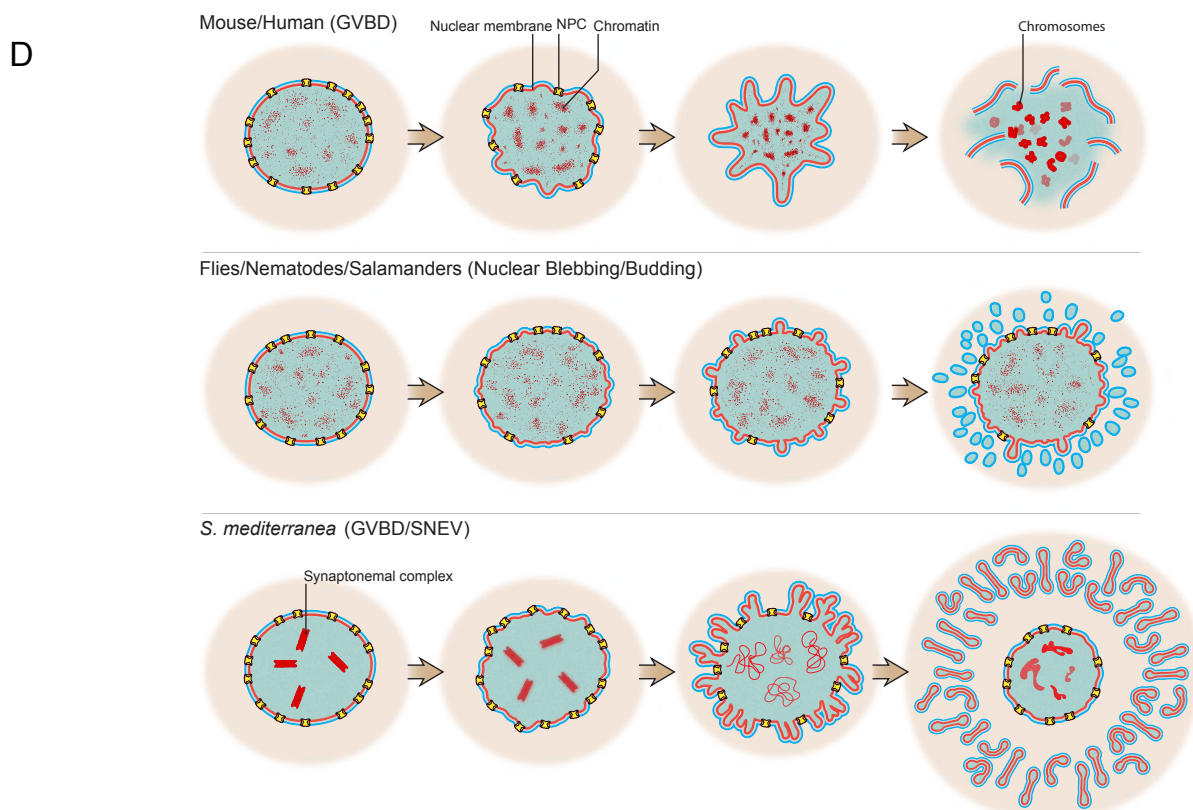 D
Mouse/Human (GVBD)
Nuclear membrane NPC Chromatin
Chromosomes
Flies/Nematodes/Salamanders (Nuclear Blebbing/Budding)
S. mediterranea (GVBD/SNEV)
Synaptonemal complex